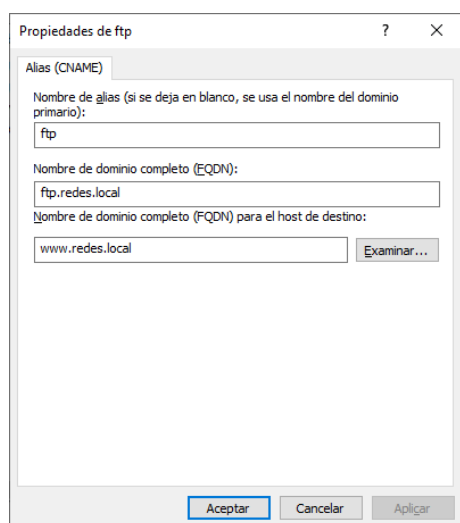 Propiedades de ftp
?
Alias (CNAME)
Nombre de alias (si se deja en blanco, se usa el nombre del dominio
primario):
ftp
Nombre de dominio completo (FQDN):
ftp.redes.local
Nombre de dominio completo (FQDN) para el host de destino:
www.redes.local
Examinar...
Aceptar Cancelar Aplicar